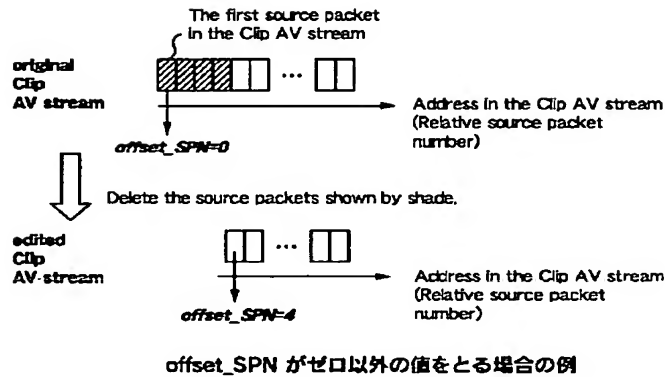 The first source packet
in the Clip AV stream
original
Clip
AV stream
...
Address in the Clip AV stream
(Relative source packet
number)
offset_SPN=0
Delete the source packets shown by shade.
edited
Clip
AV-stream
...
Address in the Clip AV stream
(Relative source packet
number)
offset_SPN=4
offset_SPN がゼロ以外の値をとる場合の例